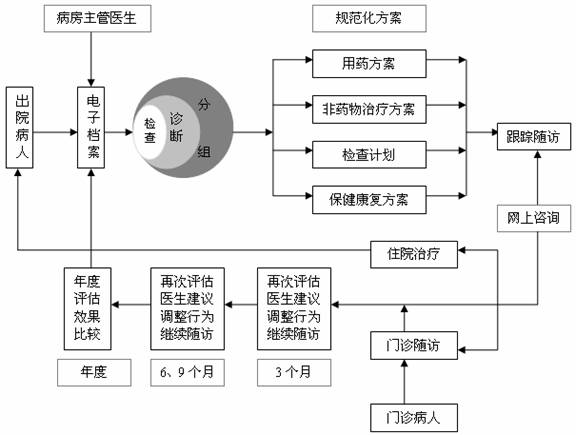 病房主管医生
规范化方案
出院病人
电子档案
检查
诊断
分组
用药方案
非药物治疗方案
检查计划
保健康复方案
跟踪随访
网上咨询
住院治疗
年度
评估
效果
比较
再次评估
医生建议
调整行为
继续随访
再次评估
医生建议
调整行为
继续随访
门诊随访
年度
6、9个月
3个月
门诊病人